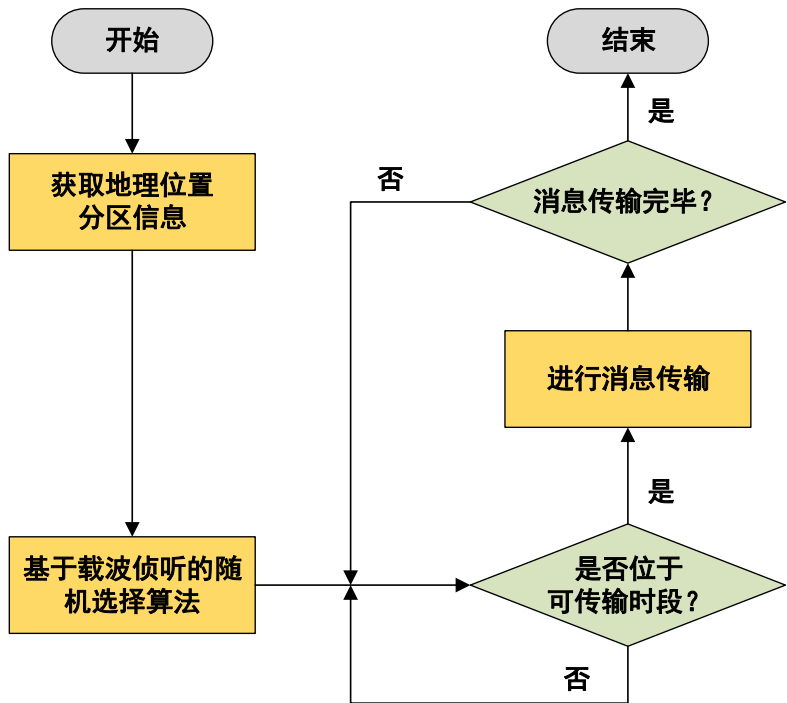 开始
获取地理位置
分区信息
基于载波侦听的随
机选择算法
结束
是
否
消息传输完毕？
进行消息传输
是
是否位于
可传输时段？
否